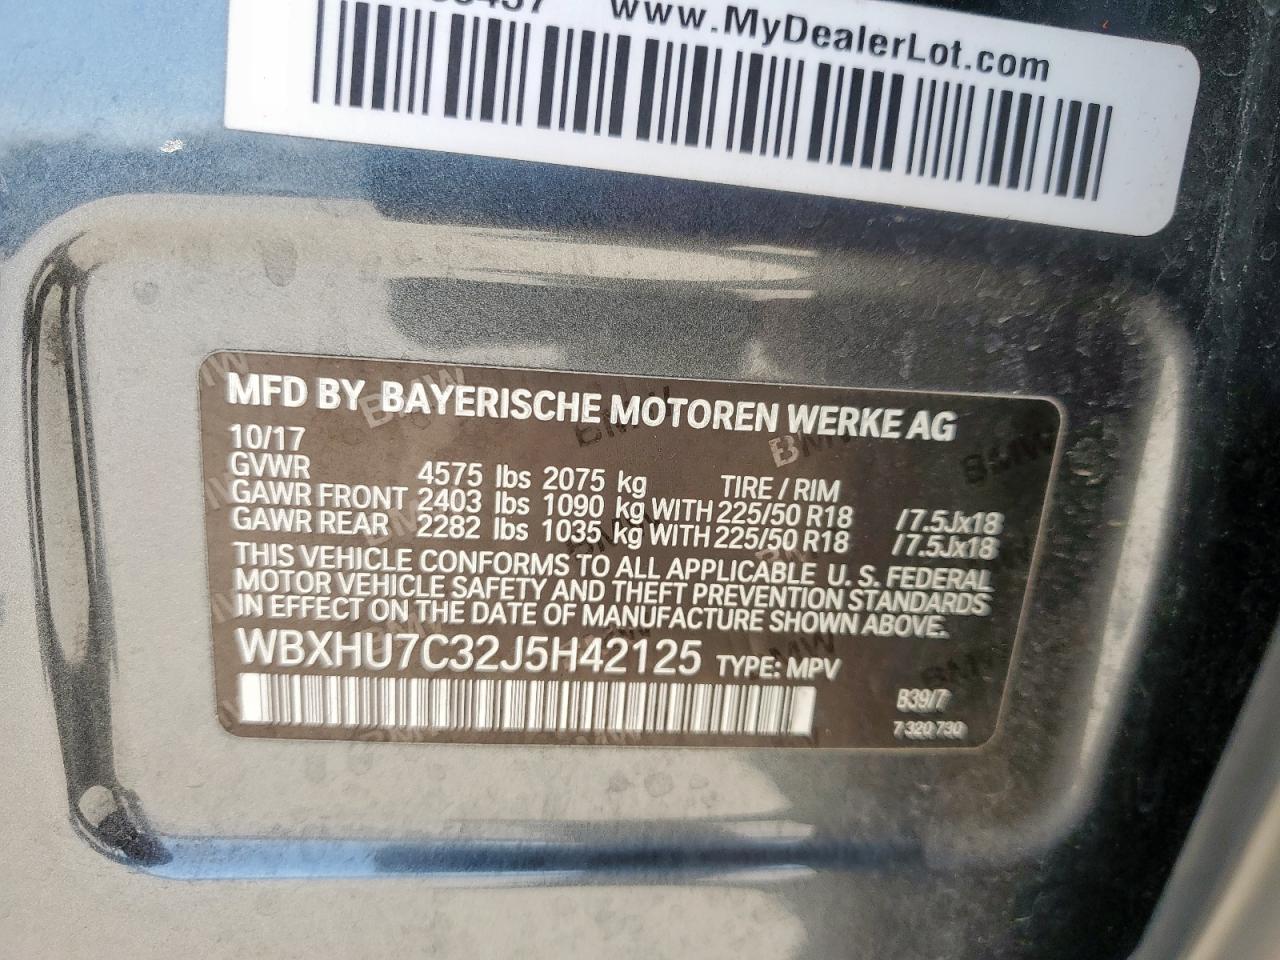 www.MyDealerLot.com
MFD BY BAYERISCHE MOTOREN WERKE AG
10/17
GVWR 4575 lbs 2075 kg TIRE / RIM
GAWR FRONT 2403 lbs 1090 kg WITH 225/50 R18 /7.5Jx18
GAWR REAR 2282 lbs 1035 kg WITH 225/50 R18 /7.5Jx18
THIS VEHICLE CONFORMS TO ALL APPLICABLE U. S. FEDERAL
MOTOR VEHICLE SAFETY AND THEFT PREVENTION STANDARDS
IN EFFECT ON THE DATE OF MANUFACTURE SHOWN ABOVE.
WBXHU7C32J5H42125 TYPE: MPV
B39/7
7 320 730